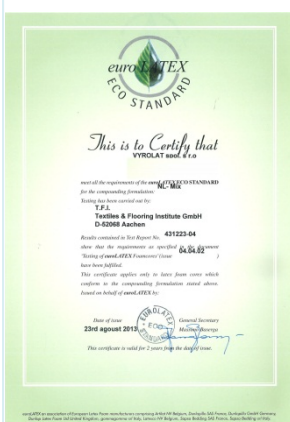 euroLATEX
ECO STANDARD
This is to Certify that
VYROLAT spol. s r.o
meet all the requirements of the euroLATEX ECO STANDARD
for the compounding formulation: NL- Mix
Testing has been carried out by:
T.F.I.
Textiles & Flooring Institute GmbH
D-52068 Aachen
Results contained in Test Report No. 431223-04
show that the requirements as specified in the document
'Testing of euroLATEX Foamcores' (issue 04.04.02 )
have been fulfilled.
This certificate applies only to latex foam cores which
conform to the compounding formulation stated above.
Issued on behalf of euroLATEX by:
Date of issue
General Secretary
23rd agoust 2013
EUROLATEX
ECO
STANDARD
This certificate is valid for 2 years from the date of issue.